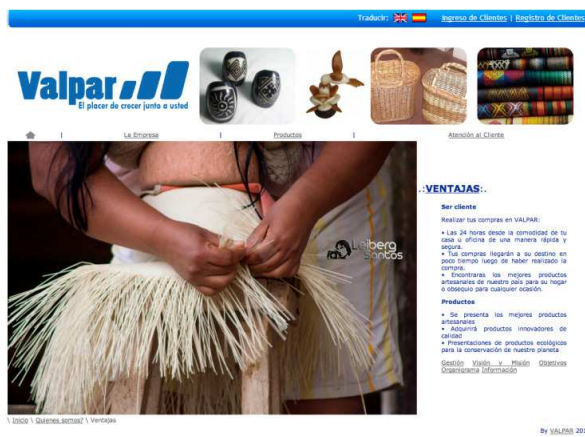 Traducir: Ingreso de Clientes | Registro de Clientes
Valpar
El placer de crecer junto a usted
| La Empresa | Productos | Atención al Cliente
Leiberg
Santos
.:VENTAJAS:.
Ser cliente
Realizar tus compras en VALPAR:
• Las 24 horas desde la comodidad de tu
casa u oficina de una manera rápida y
segura.
• Tus compras llegarán a su destino en
poco tiempo luego de haber realizado la
compra.
• Encontraras los mejores productos
artesanales de nuestro país para su hogar
o obsequio para cualquier ocasión.
Productos
• Se presenta los mejores productos
artesanales
• Adquirirá productos innovadores de
calidad
• Presentaciones de productos ecológicos
para la conservación de nuestro planeta
Gestión Visión y Misión Objetivos
Organigrama Información
\ Inicio \ Quienes somos? \ Ventajas
By VALPAR 201